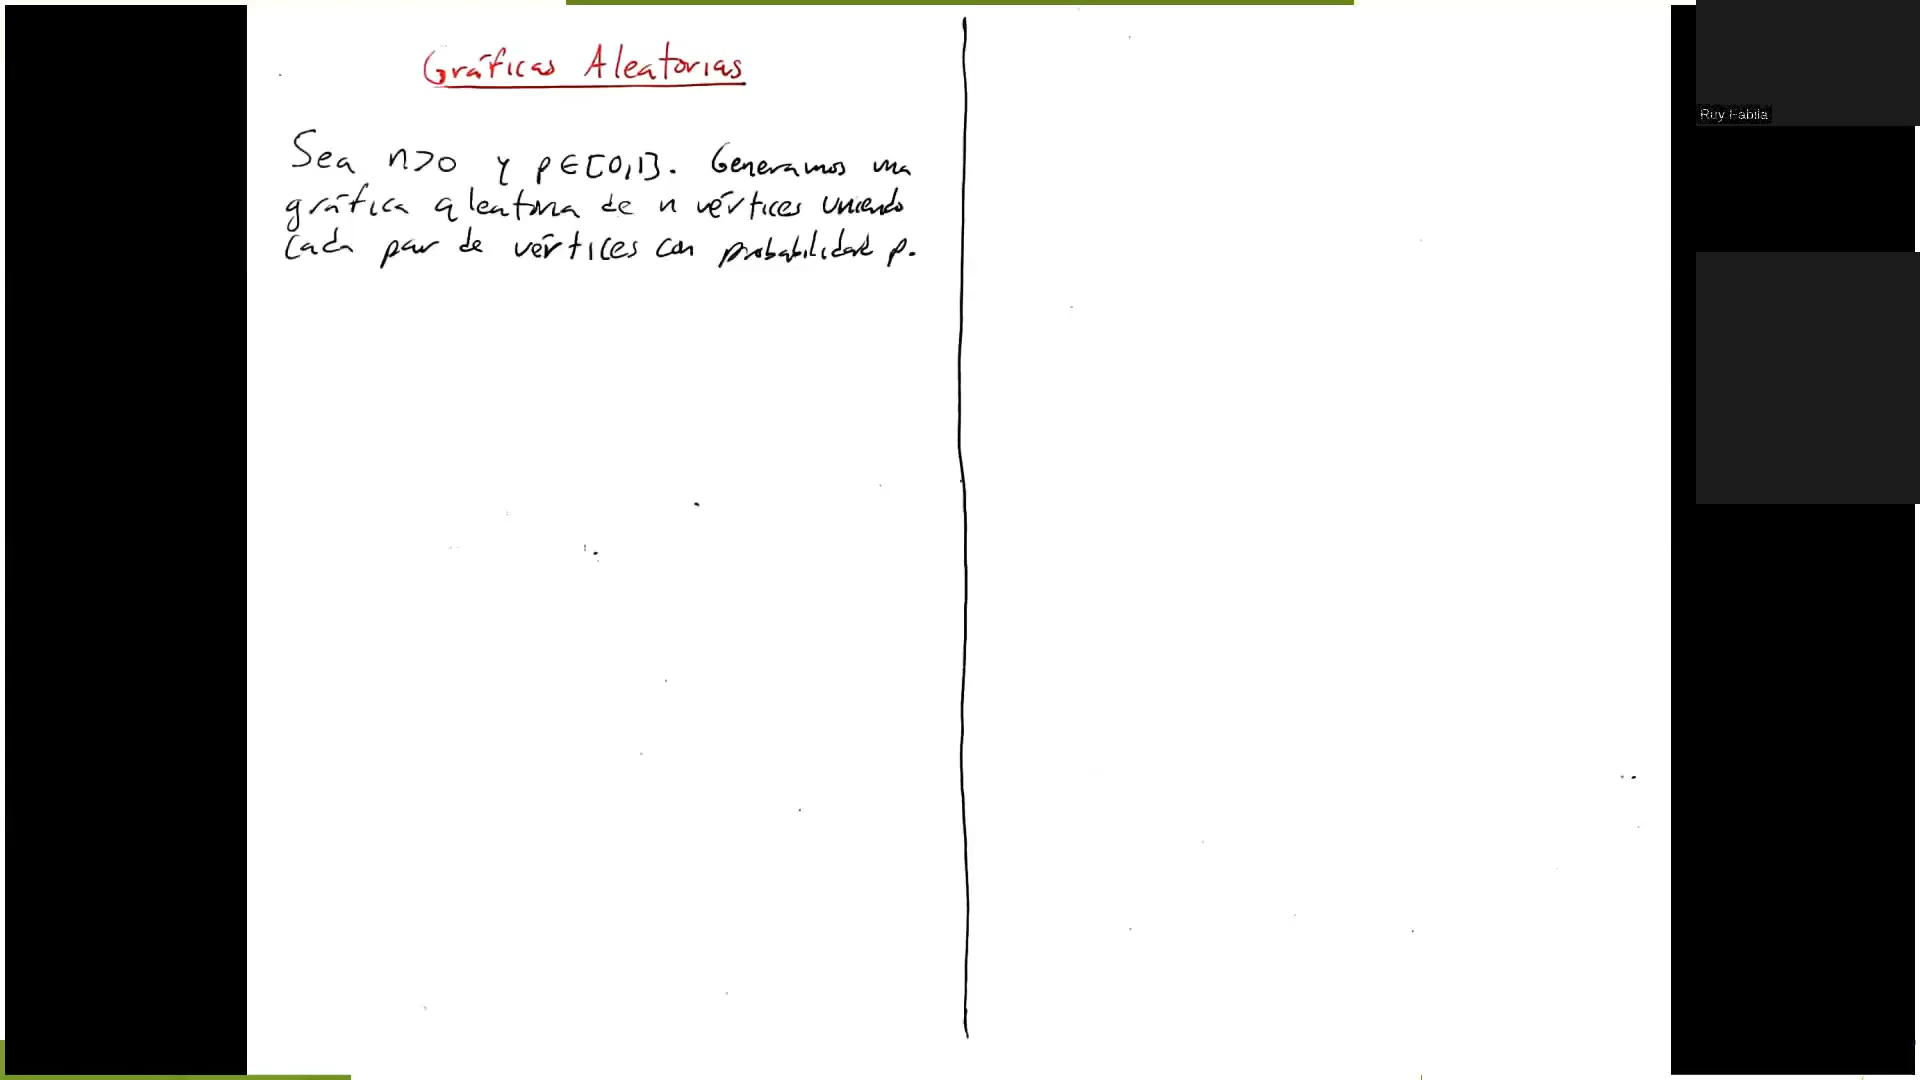 Gráficas Aleatorias
Sea n>0 y p∈[0,1]. Generamos una
gráfica aleatoria de n vértices uniendo
cada par de vértices con probabilidad p.
Ruy Fabila